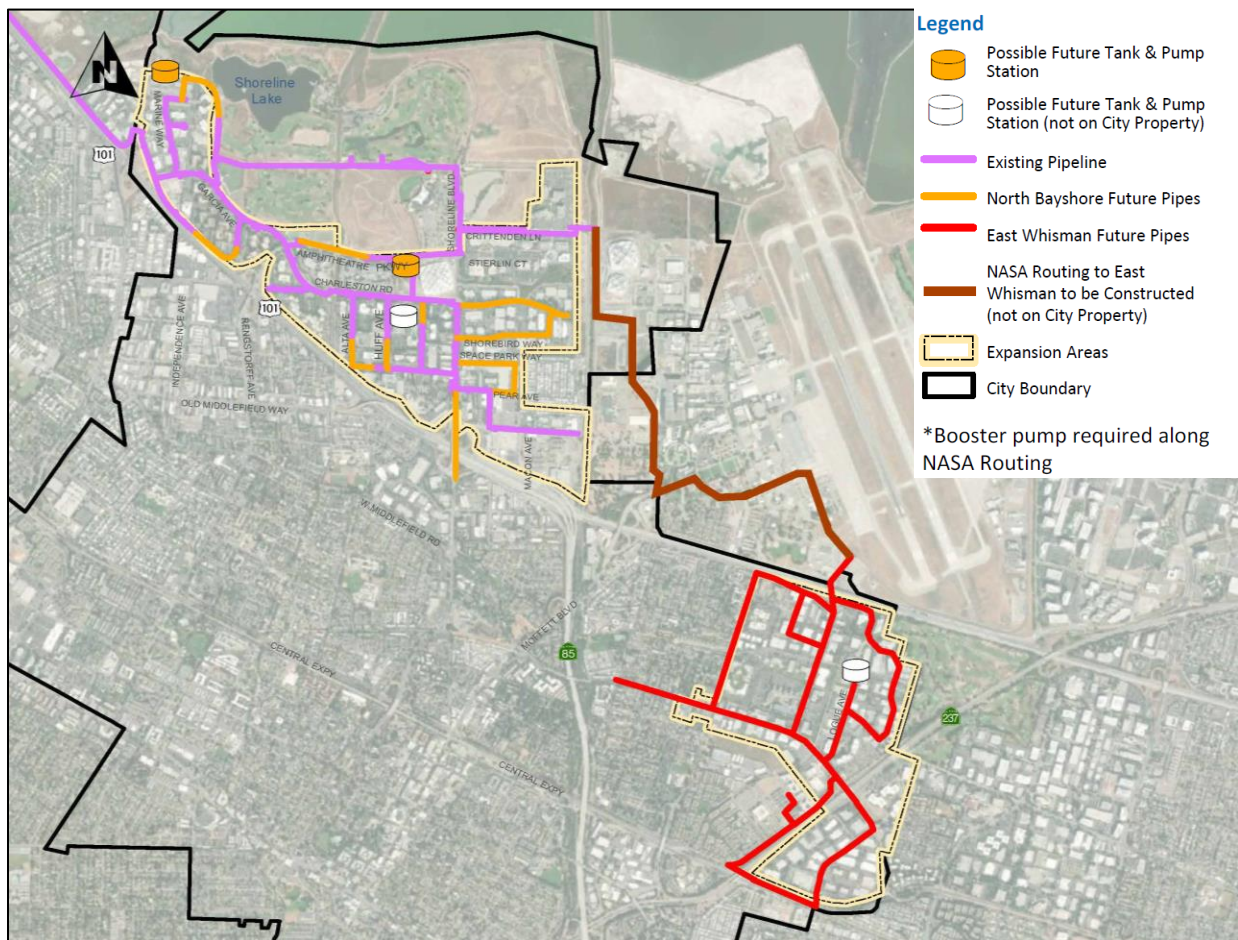 Legend
Possible Future Tank & Pump
Station
Possible Future Tank & Pump
Station (not on City Property)
Existing Pipeline
North Bayshore Future Pipes
East Whisman Future Pipes
NASA Routing to East
Whisman to be Constructed
(not on City Property)
Expansion Areas
City Boundary
*Booster pump required along
NASA Routing
N
Shoreline
Lake
MARINE WAY
101
GARCIA AVE
SHORELINE BLVD
CRITTENDEN LN
AMPHITHEATRE PKWY
STIERLIN CT
CHARLESTON RD
101
INDEPENDENCE AVE
RENGSTORFF AVE
ALTA AVE
HUFF AVE
SHOREBIRD WAY
SPACE PARK WAY
PEAR AVE
OLD MIDDLEFIELD WAY
MACON AVE
W MIDDLEFIELD RD
MOFFETT BLVD
85
CENTRAL EXPY
LOGUE AVE
237
CENTRAL EXPY